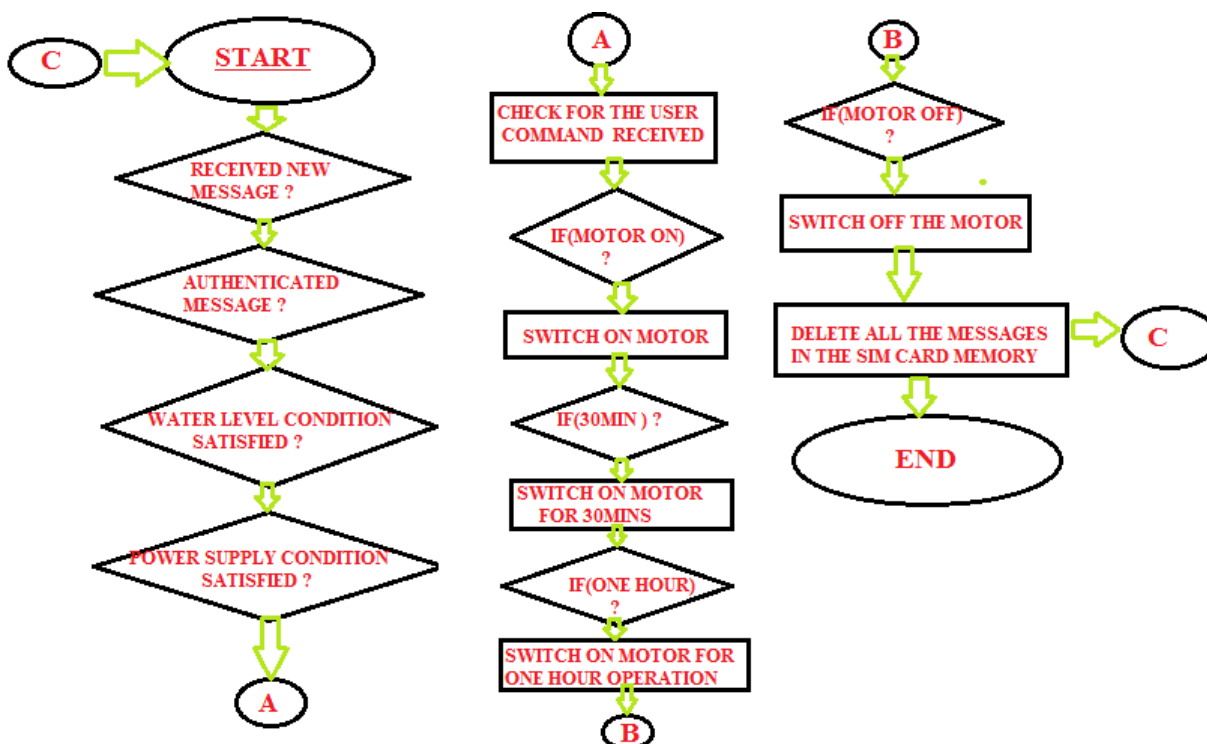 C
START
RECEIVED NEW
MESSAGE ?
AUTHENTICATED
MESSAGE ?
WATER LEVEL CONDITION
SATISFIED ?
POWER SUPPLY CONDITION
SATISFIED ?
A
A
CHECK FOR THE USER
COMMAND RECEIVED
IF(MOTOR ON)
?
SWITCH ON MOTOR
IF(30MIN ) ?
SWITCH ON MOTOR
FOR 30MINS
IF(ONE HOUR)
?
SWITCH ON MOTOR FOR
ONE HOUR OPERATION
B
B
IF(MOTOR OFF)
?
SWITCH OFF THE MOTOR
DELETE ALL THE MESSAGES
IN THE SIM CARD MEMORY
C
END